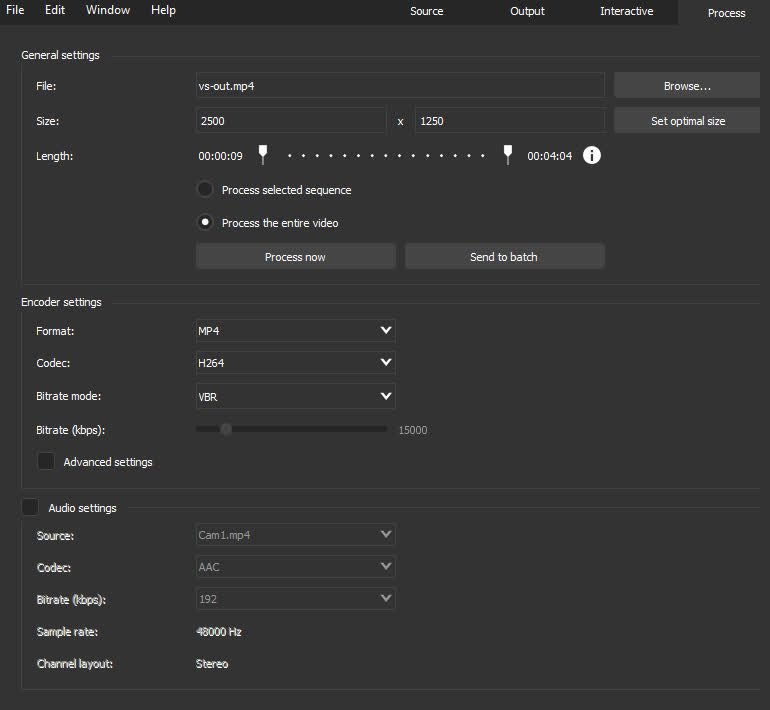 File Edit Window Help Source Output Interactive Process
General settings
File: vs-out.mp4 Browse...
Size: 2500 x 1250 Set optimal size
Length: 00:00:09 00:04:04
Process selected sequence
Process the entire video
Process now Send to batch
Encoder settings
Format: MP4
Codec: H264
Bitrate mode: VBR
Bitrate (kbps): 15000
Advanced settings
Audio settings
Source: Cam1.mp4
Codec: AAC
Bitrate (kbps): 192
Sample rate: 48000 Hz
Channel layout: Stereo